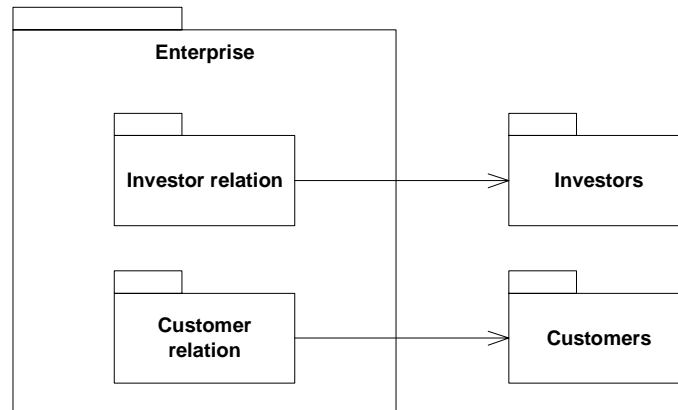 Enterprise
Investor relation
Investors
Customer
relation
Customers